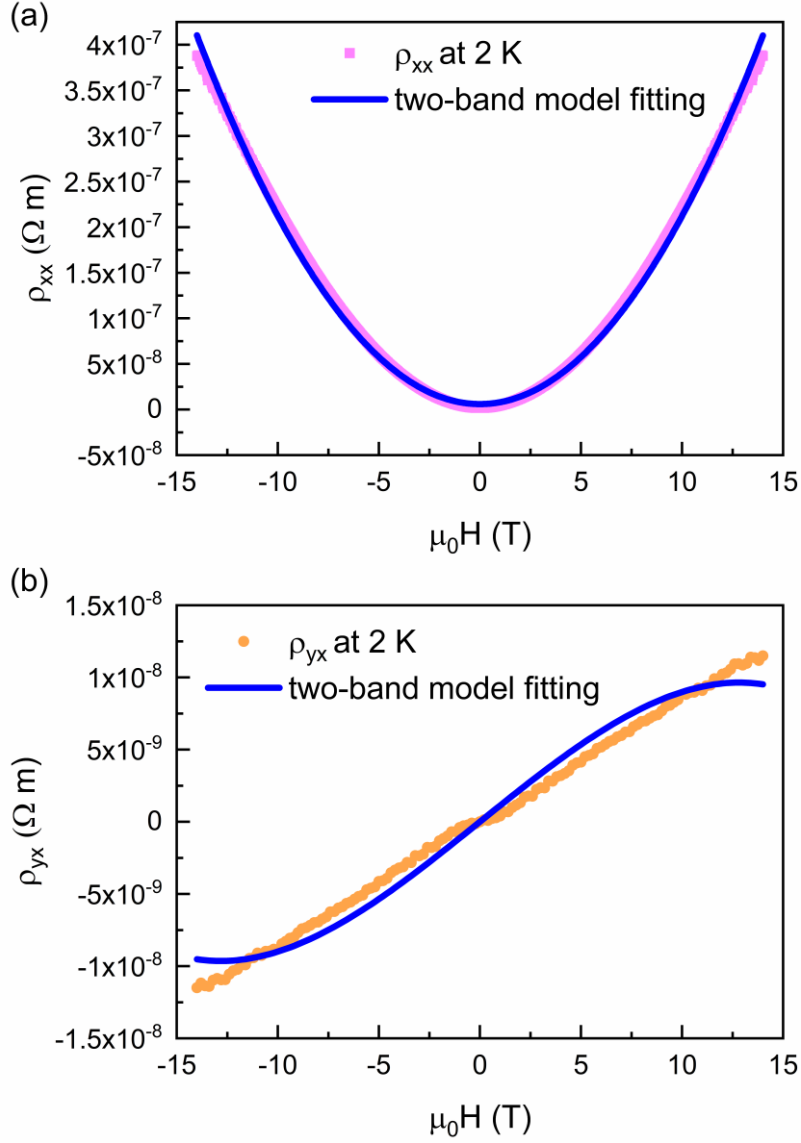 (a)
4x10⁻⁷
3.5x10⁻⁷
3x10⁻⁷
2.5x10⁻⁷
2x10⁻⁷
1.5x10⁻⁷
1x10⁻⁷
5x10⁻⁸
0
-5x10⁻⁸
ρxx (Ω m)
ρxx at 2 K
two-band model fitting
-15 -10 -5 0 5 10 15
μ₀H (T)
(b)
1.5x10⁻⁸
1x10⁻⁸
5x10⁻⁹
0
-5x10⁻⁹
-1x10⁻⁸
-1.5x10⁻⁸
ρyx (Ω m)
ρyx at 2 K
two-band model fitting
-15 -10 -5 0 5 10 15
μ₀H (T)